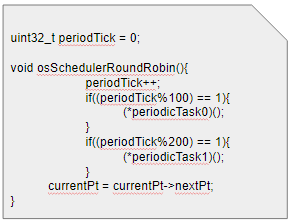 uint32_t periodTick = 0;
void osSchedulerRoundRobin(){
periodTick++;
if((periodTick%100) == 1){
(*periodicTask0)();
}
if((periodTick%200) == 1){
(*periodicTask1)();
}
currentPt = currentPt->nextPt;
}